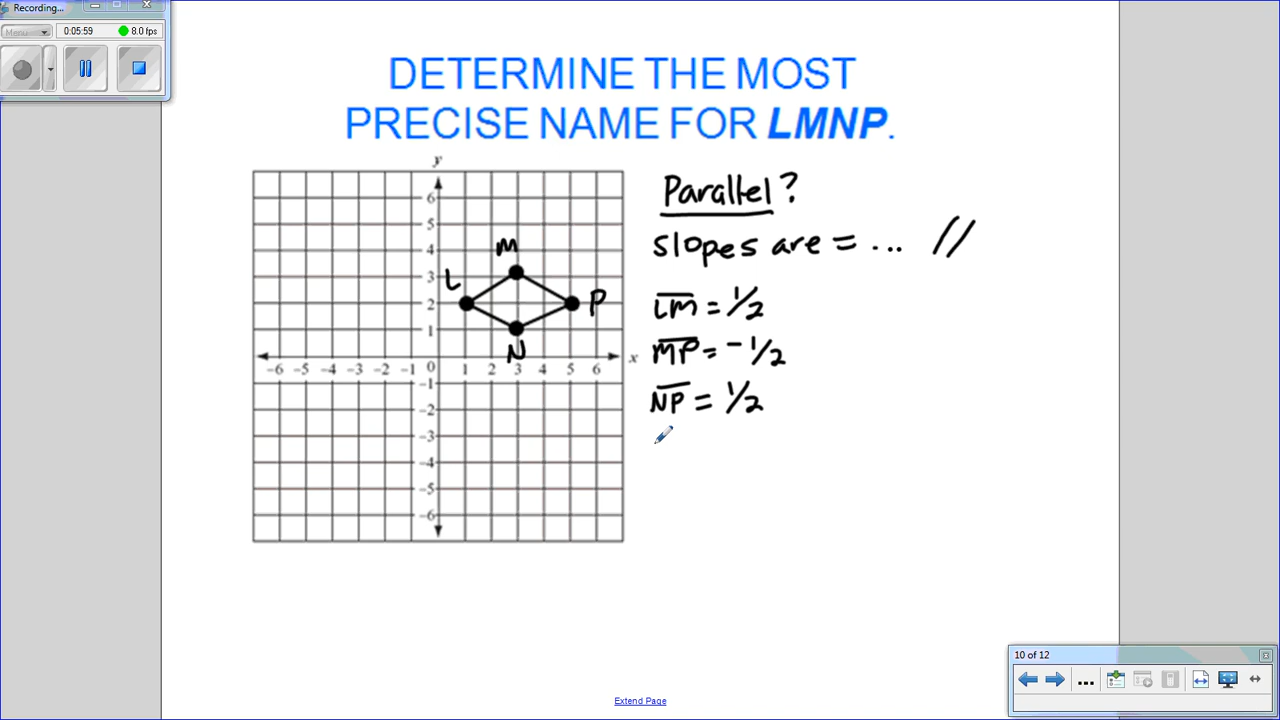 Recording...
Menu
0:05:59
8.0 fps
DETERMINE THE MOST
PRECISE NAME FOR LMNP.
y
6
5
4
3
2
1
-6 -5 -4 -3 -2 -1 0 1 2 3 4 5 6 x
-1
-2
-3
-4
-5
-6
L
M
P
N
Parallel?
slopes are = ... //
LM = 1/2
MP = -1/2
NP = 1/2
10 of 12
Extend Page